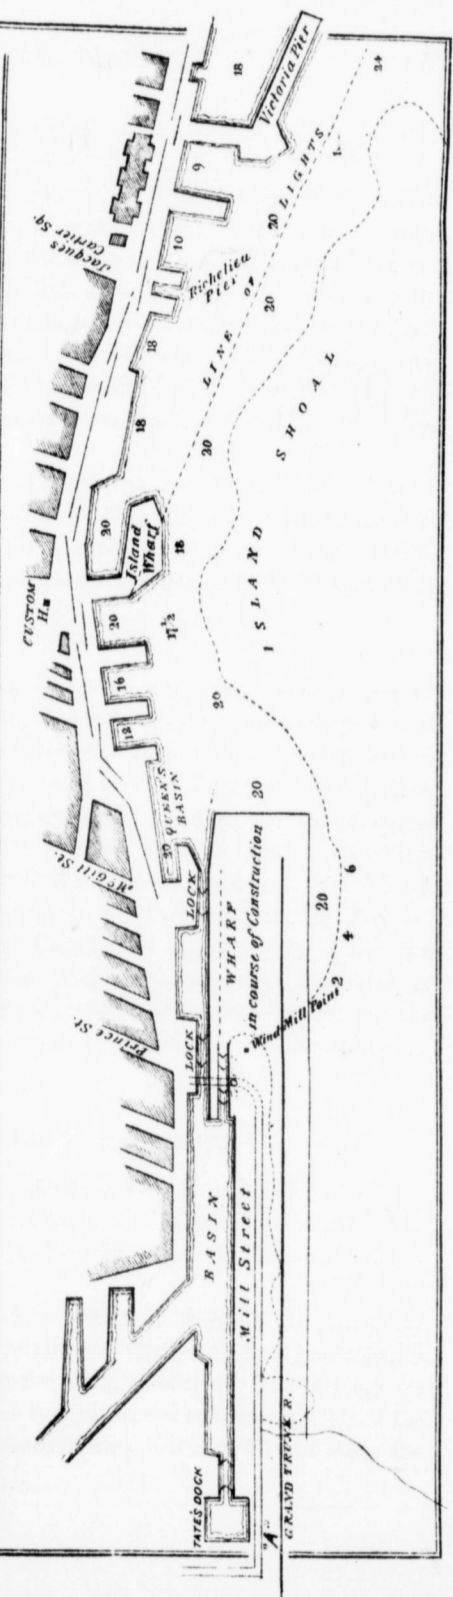 24
18
Victoria Pier
LINE LIGHTS
9
20
10
Jacques
Cartier Sq.
Richelieu
Pier
20
18
18
20
ISLAND SHOAL
20
Island
Wharf
18
CUSTOM
H.
20
17½
16
20
12
20 QUEEN'S
BASIN
20
McGill St.
LOCK
WHARF
in course of Construction
20
6
4
2
Wind Mill Point
Prince St.
LOCK
BASIN
Mill Street
TATE'S DOCK
"A"
GRAND TRUNK R.